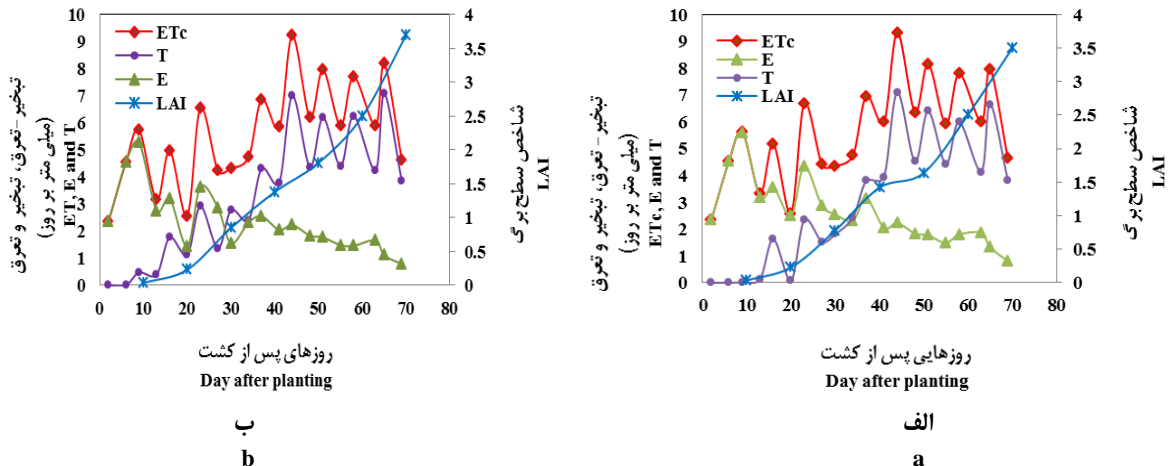 ETc
T
E
LAI
10
9
8
7
6
5
4
3
2
1
0
4
3.5
3
2.5
2
1.5
1
0.5
0
0 10 20 30 40 50 60 70 80
تبخیر -تعرق، تبخیر و تعرق
(میلی متر بر روز)
ET, E and T
شاخص سطح برگ
LAI
روزهای پس از کشت
Day after planting
ب
b
ETc
E
T
LAI
10
9
8
7
6
5
4
3
2
1
0
4
3.5
3
2.5
2
1.5
1
0.5
0
0 10 20 30 40 50 60 70 80
تبخیر - تعرق، تبخیر و تعرق
(میلی متر بر روز)
ETc, E and T
شاخص سطح برگ
LAI
روزهایی پس از کشت
Day after planting
الف
a